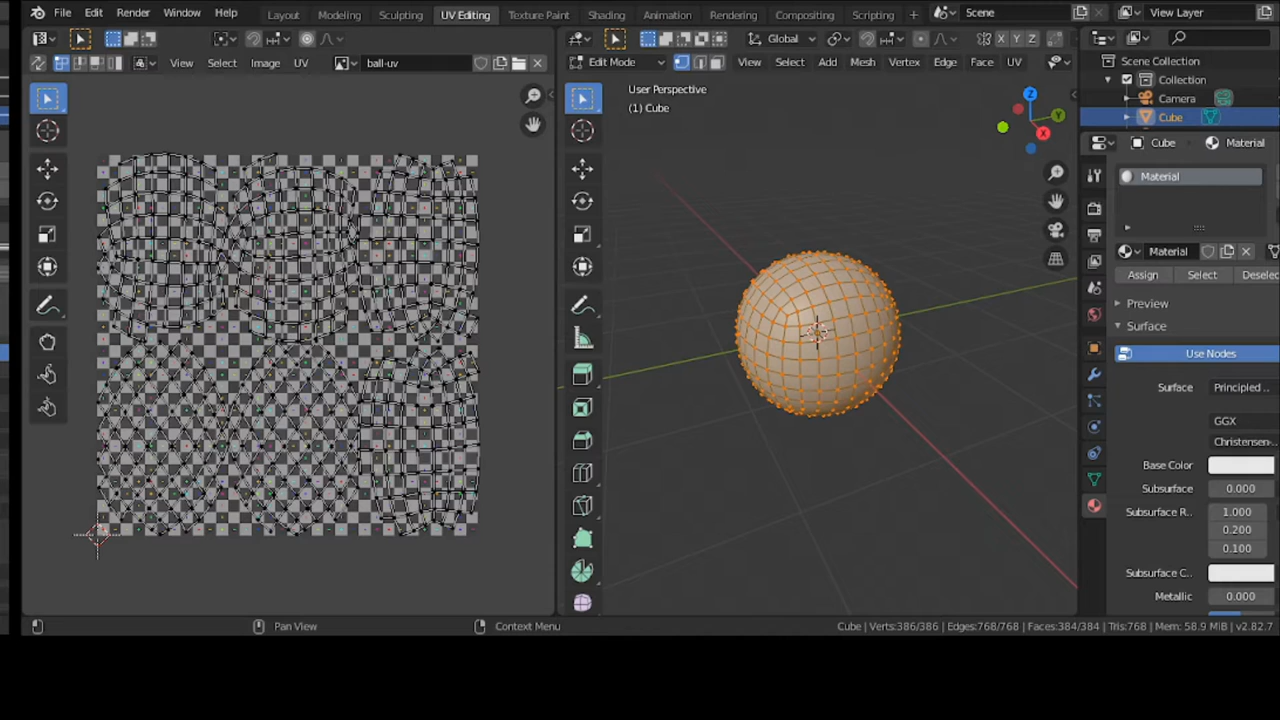 File Edit Render Window Help Layout Modeling Sculpting UV Editing Texture Paint Shading Animation Rendering Compositing Scripting + Scene View Layer
Global X Y Z
View Select Image UV ball-uv
Edit Mode View Select Add Mesh Vertex Edge Face UV
User Perspective
(1) Cube
Z
Y
X
Scene Collection
Collection
Camera
Cube
Cube Material
Material
Material
Assign Select Deselec
Preview
Surface
Use Nodes
Surface Principled ..
GGX
Christensen-
Base Color
Subsurface 0.000
Subsurface R.. 1.000
0.200
0.100
Subsurface C..
Metallic 0.000
Pan View Context Menu Cube | Verts:386/386 | Edges:768/768 | Faces:384/384 | Tris:768 | Mem: 58.9 MiB | v2.82.7